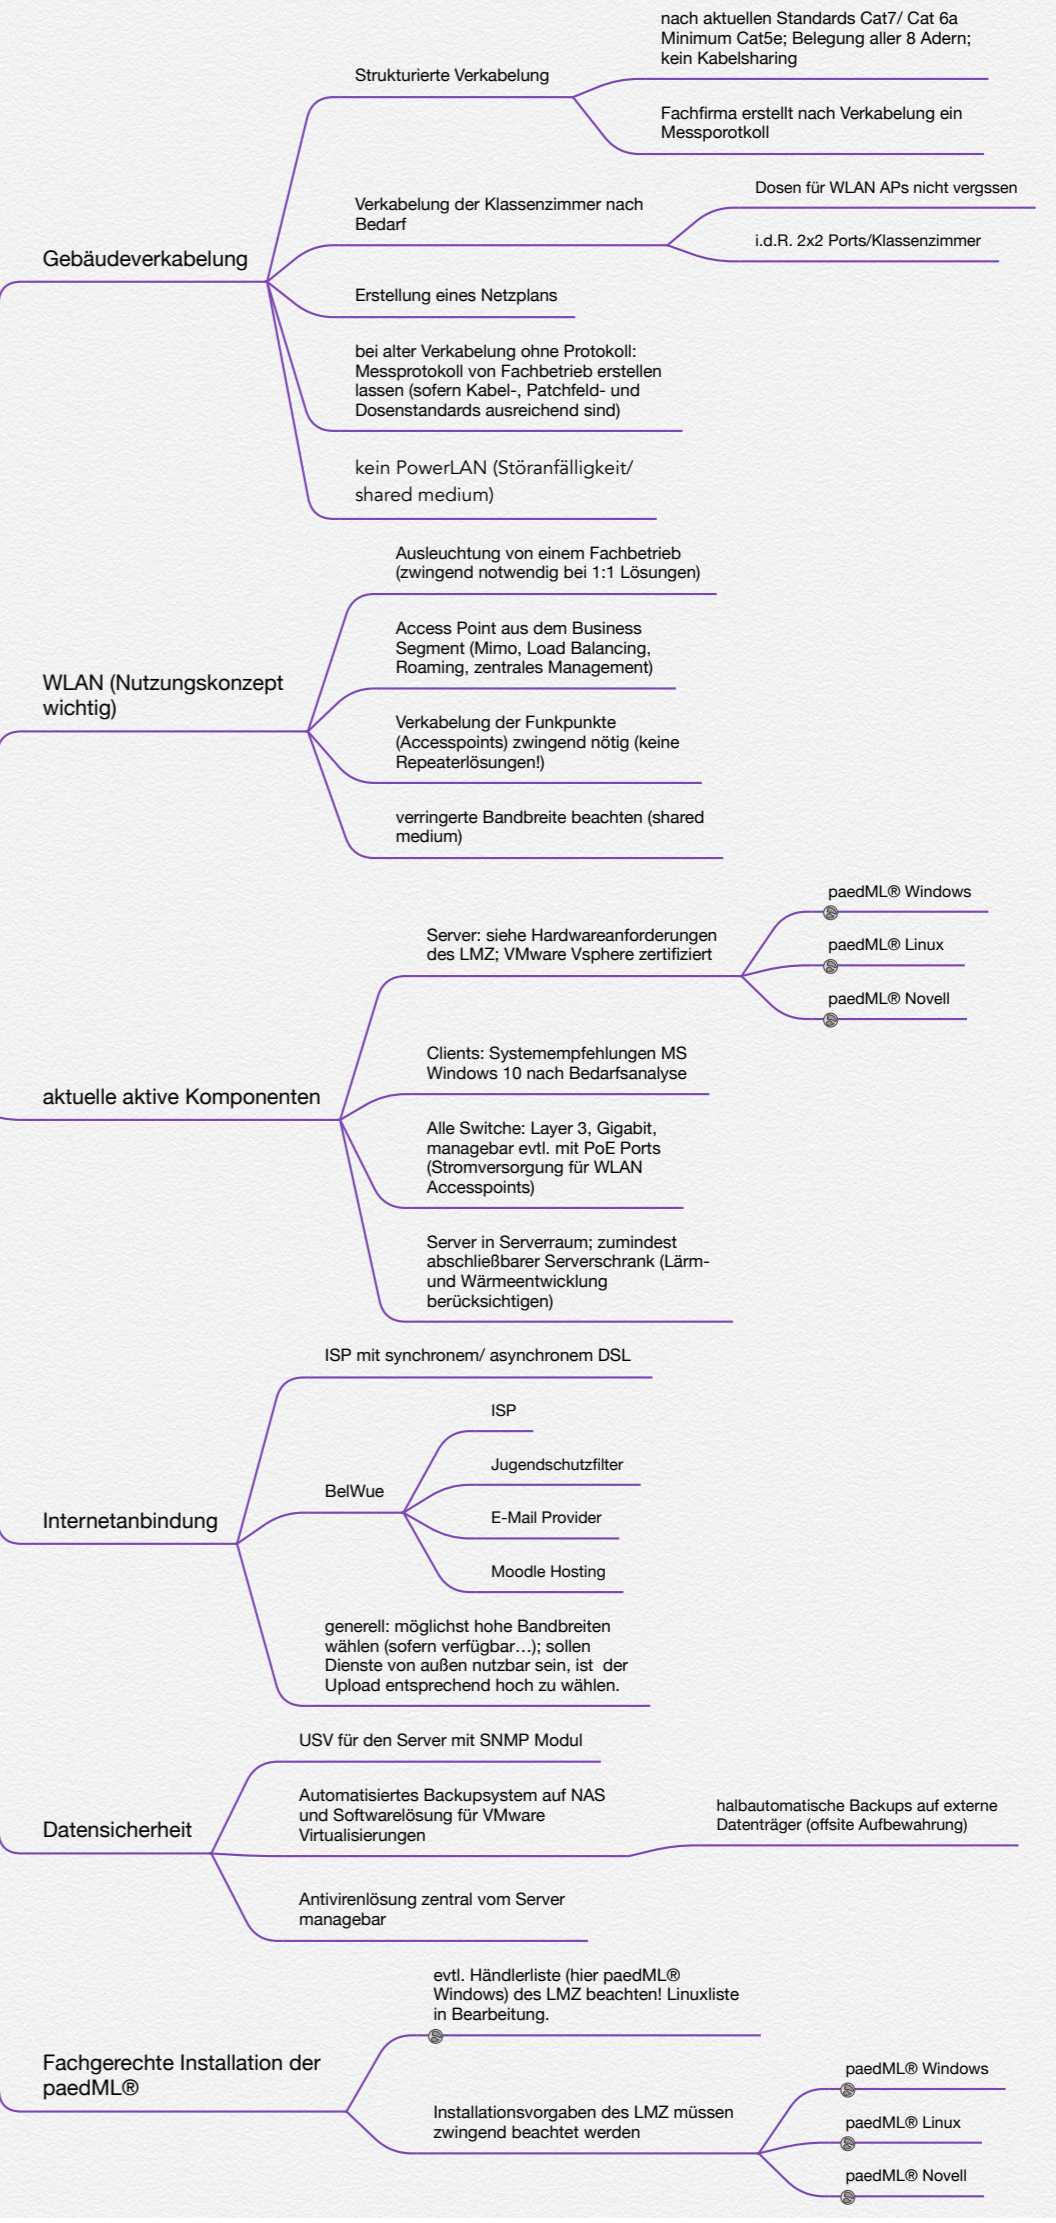 nach aktuellen Standards Cat7/ Cat 6a
Minimum Cat5e; Belegung aller 8 Adern;
kein Kabelsharing
Strukturierte Verkabelung
Fachfirma erstellt nach Verkabelung ein
Messporotkoll
Dosen für WLAN APs nicht vergssen
Verkabelung der Klassenzimmer nach
Bedarf
i.d.R. 2x2 Ports/Klassenzimmer
Gebäudeverkabelung
Erstellung eines Netzplans
bei alter Verkabelung ohne Protokoll:
Messprotokoll von Fachbetrieb erstellen
lassen (sofern Kabel-, Patchfeld- und
Dosenstandards ausreichend sind)
kein PowerLAN (Störanfälligkeit/
shared medium)
Ausleuchtung von einem Fachbetrieb
(zwingend notwendig bei 1:1 Lösungen)
Access Point aus dem Business
Segment (Mimo, Load Balancing,
Roaming, zentrales Management)
WLAN (Nutzungskonzept
wichtig)
Verkabelung der Funkpunkte
(Accesspoints) zwingend nötig (keine
Repeaterlösungen!)
verringerte Bandbreite beachten (shared
medium)
paedML® Windows
Server: siehe Hardwareanforderungen
des LMZ; VMware Vsphere zertifiziert
paedML® Linux
paedML® Novell
Clients: Systemempfehlungen MS
Windows 10 nach Bedarfsanalyse
aktuelle aktive Komponenten
Alle Switche: Layer 3, Gigabit,
managebar evtl. mit PoE Ports
(Stromversorgung für WLAN
Accesspoints)
Server in Serverraum; zumindest
abschließbarer Serverschrank (Lärm-
und Wärmeentwicklung
berücksichtigen)
ISP mit synchronem/ asynchronem DSL
ISP
Jugendschutzfilter
BelWue
E-Mail Provider
Internetanbindung
Moodle Hosting
generell: möglichst hohe Bandbreiten
wählen (sofern verfügbar…); sollen
Dienste von außen nutzbar sein, ist  der
Upload entsprechend hoch zu wählen.
USV für den Server mit SNMP Modul
Automatisiertes Backupsystem auf NAS
und Softwarelösung für VMware
Virtualisierungen
halbautomatische Backups auf externe
Datenträger (offsite Aufbewahrung)
Datensicherheit
Antivirenlösung zentral vom Server
managebar
evtl. Händlerliste (hier paedML®
Windows) des LMZ beachten! Linuxliste
in Bearbeitung.
Fachgerechte Installation der
paedML®
paedML® Windows
Installationsvorgaben des LMZ müssen
zwingend beachtet werden
paedML® Linux
paedML® Novell